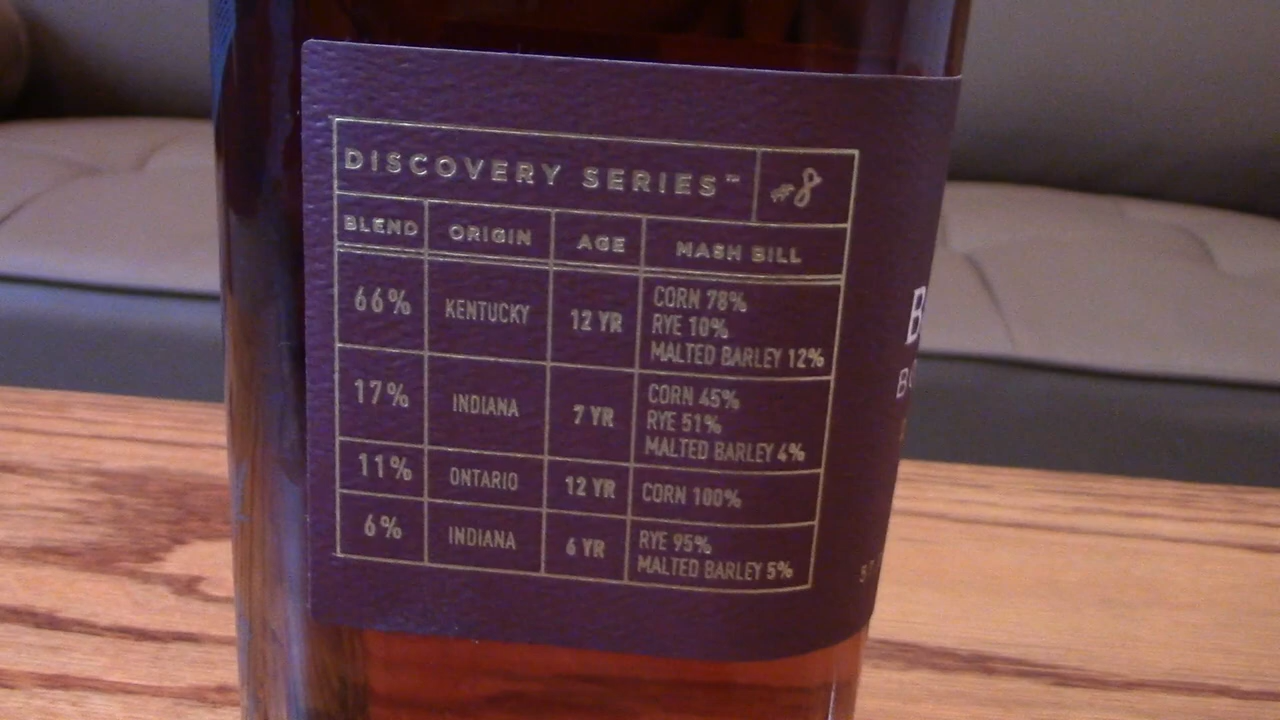 DISCOVERY SERIES™ #8
BLEND ORIGIN AGE MASH BILL
66% KENTUCKY 12 YR CORN 78%
RYE 10%
MALTED BARLEY 12%
17% INDIANA 7 YR CORN 45%
RYE 51%
MALTED BARLEY 4%
11% ONTARIO 12 YR CORN 100%
6% INDIANA 6 YR RYE 95%
MALTED BARLEY 5%